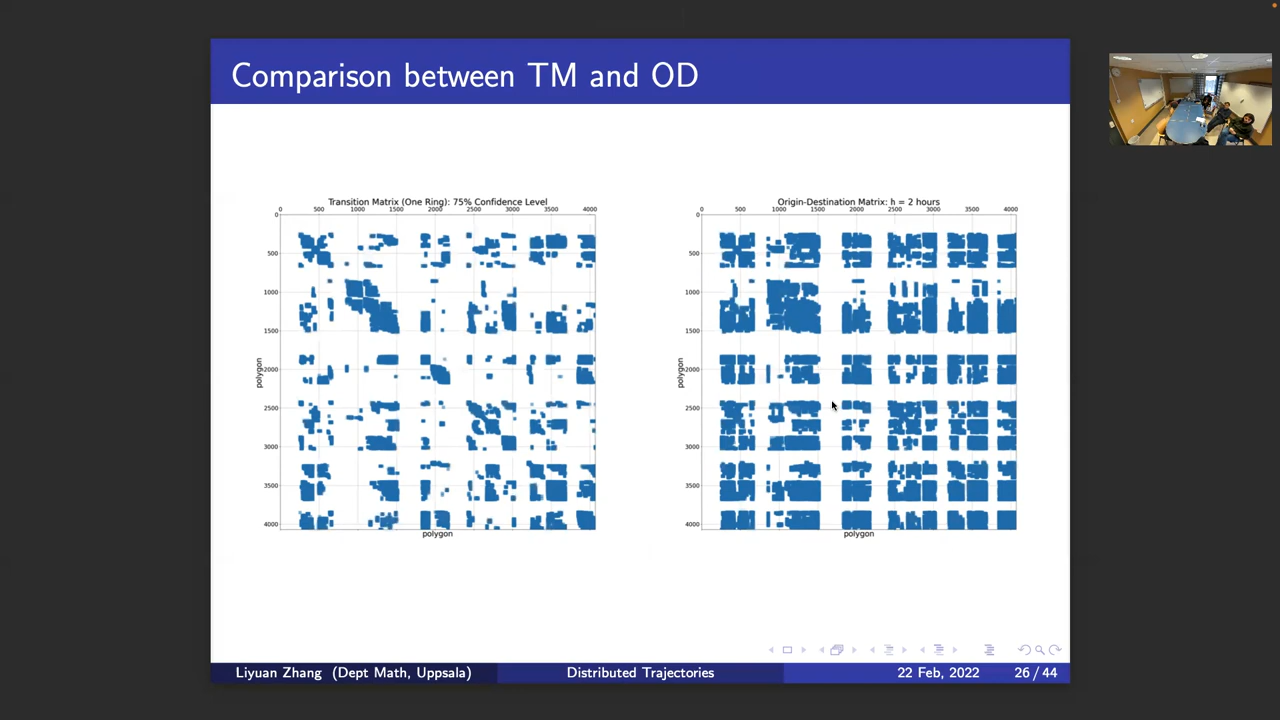 Comparison between TM and OD
Transition Matrix (One Ring): 75% Confidence Level
0 500 1000 1500 2000 2500 3000 3500 4000
0
500
1000
1500
2000
2500
3000
3500
4000
polygon
polygon
Origin-Destination Matrix: h = 2 hours
0 500 1000 1500 2000 2500 3000 3500 4000
0
500
1000
1500
2000
2500
3000
3500
4000
polygon
polygon
Liyuan Zhang (Dept Math, Uppsala) Distributed Trajectories 22 Feb, 2022 26 / 44